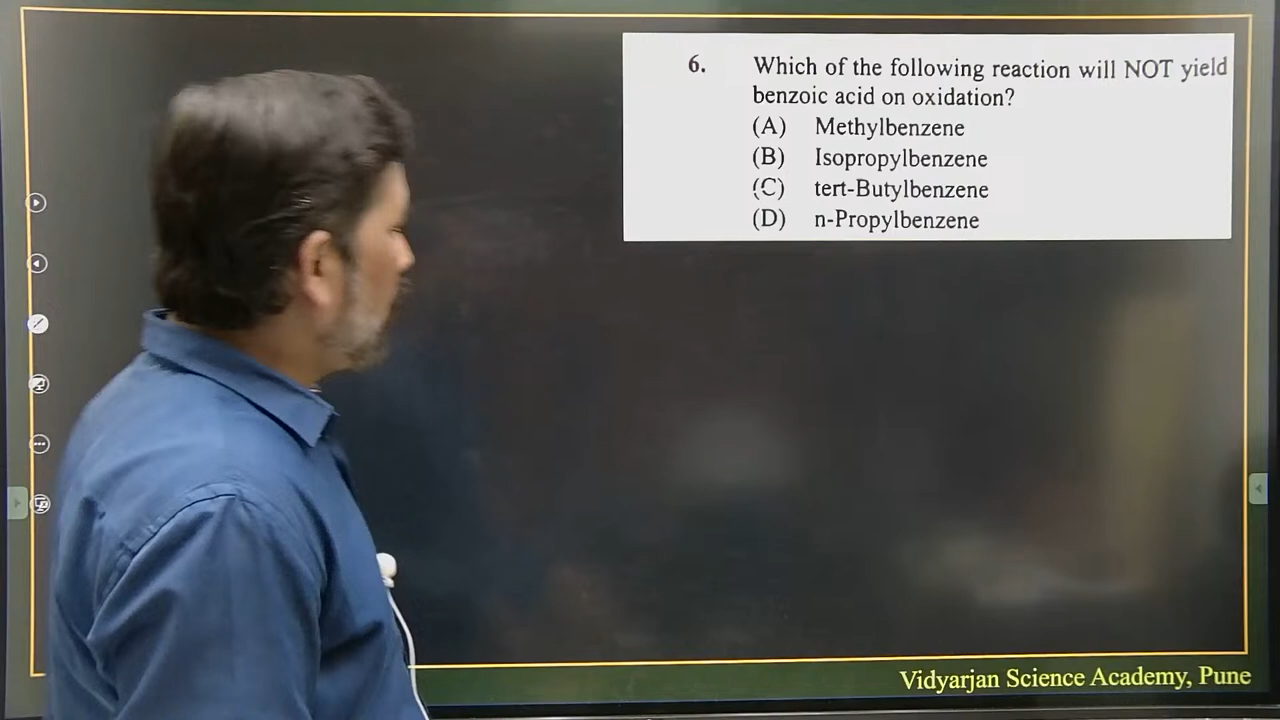 6. Which of the following reaction will NOT yield
benzoic acid on oxidation?
(A) Methylbenzene
(B) Isopropylbenzene
(C) tert-Butylbenzene
(D) n-Propylbenzene
Vidyarjan Science Academy, Pune